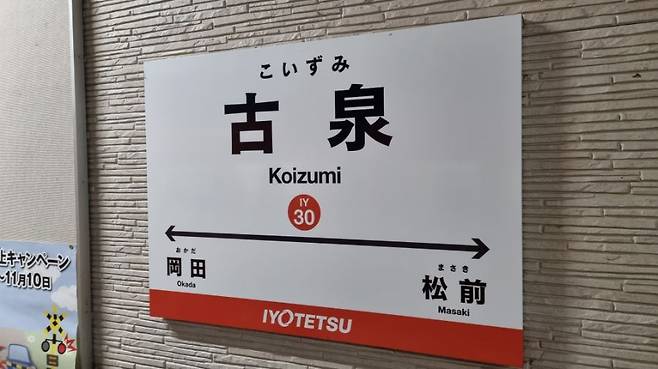 こいずみ
古泉
Koizumi
IY
30
おかだ
岡田
Okada
まさき
松前
Masaki
IYOTETSU
上キャンペーン
～11月10日